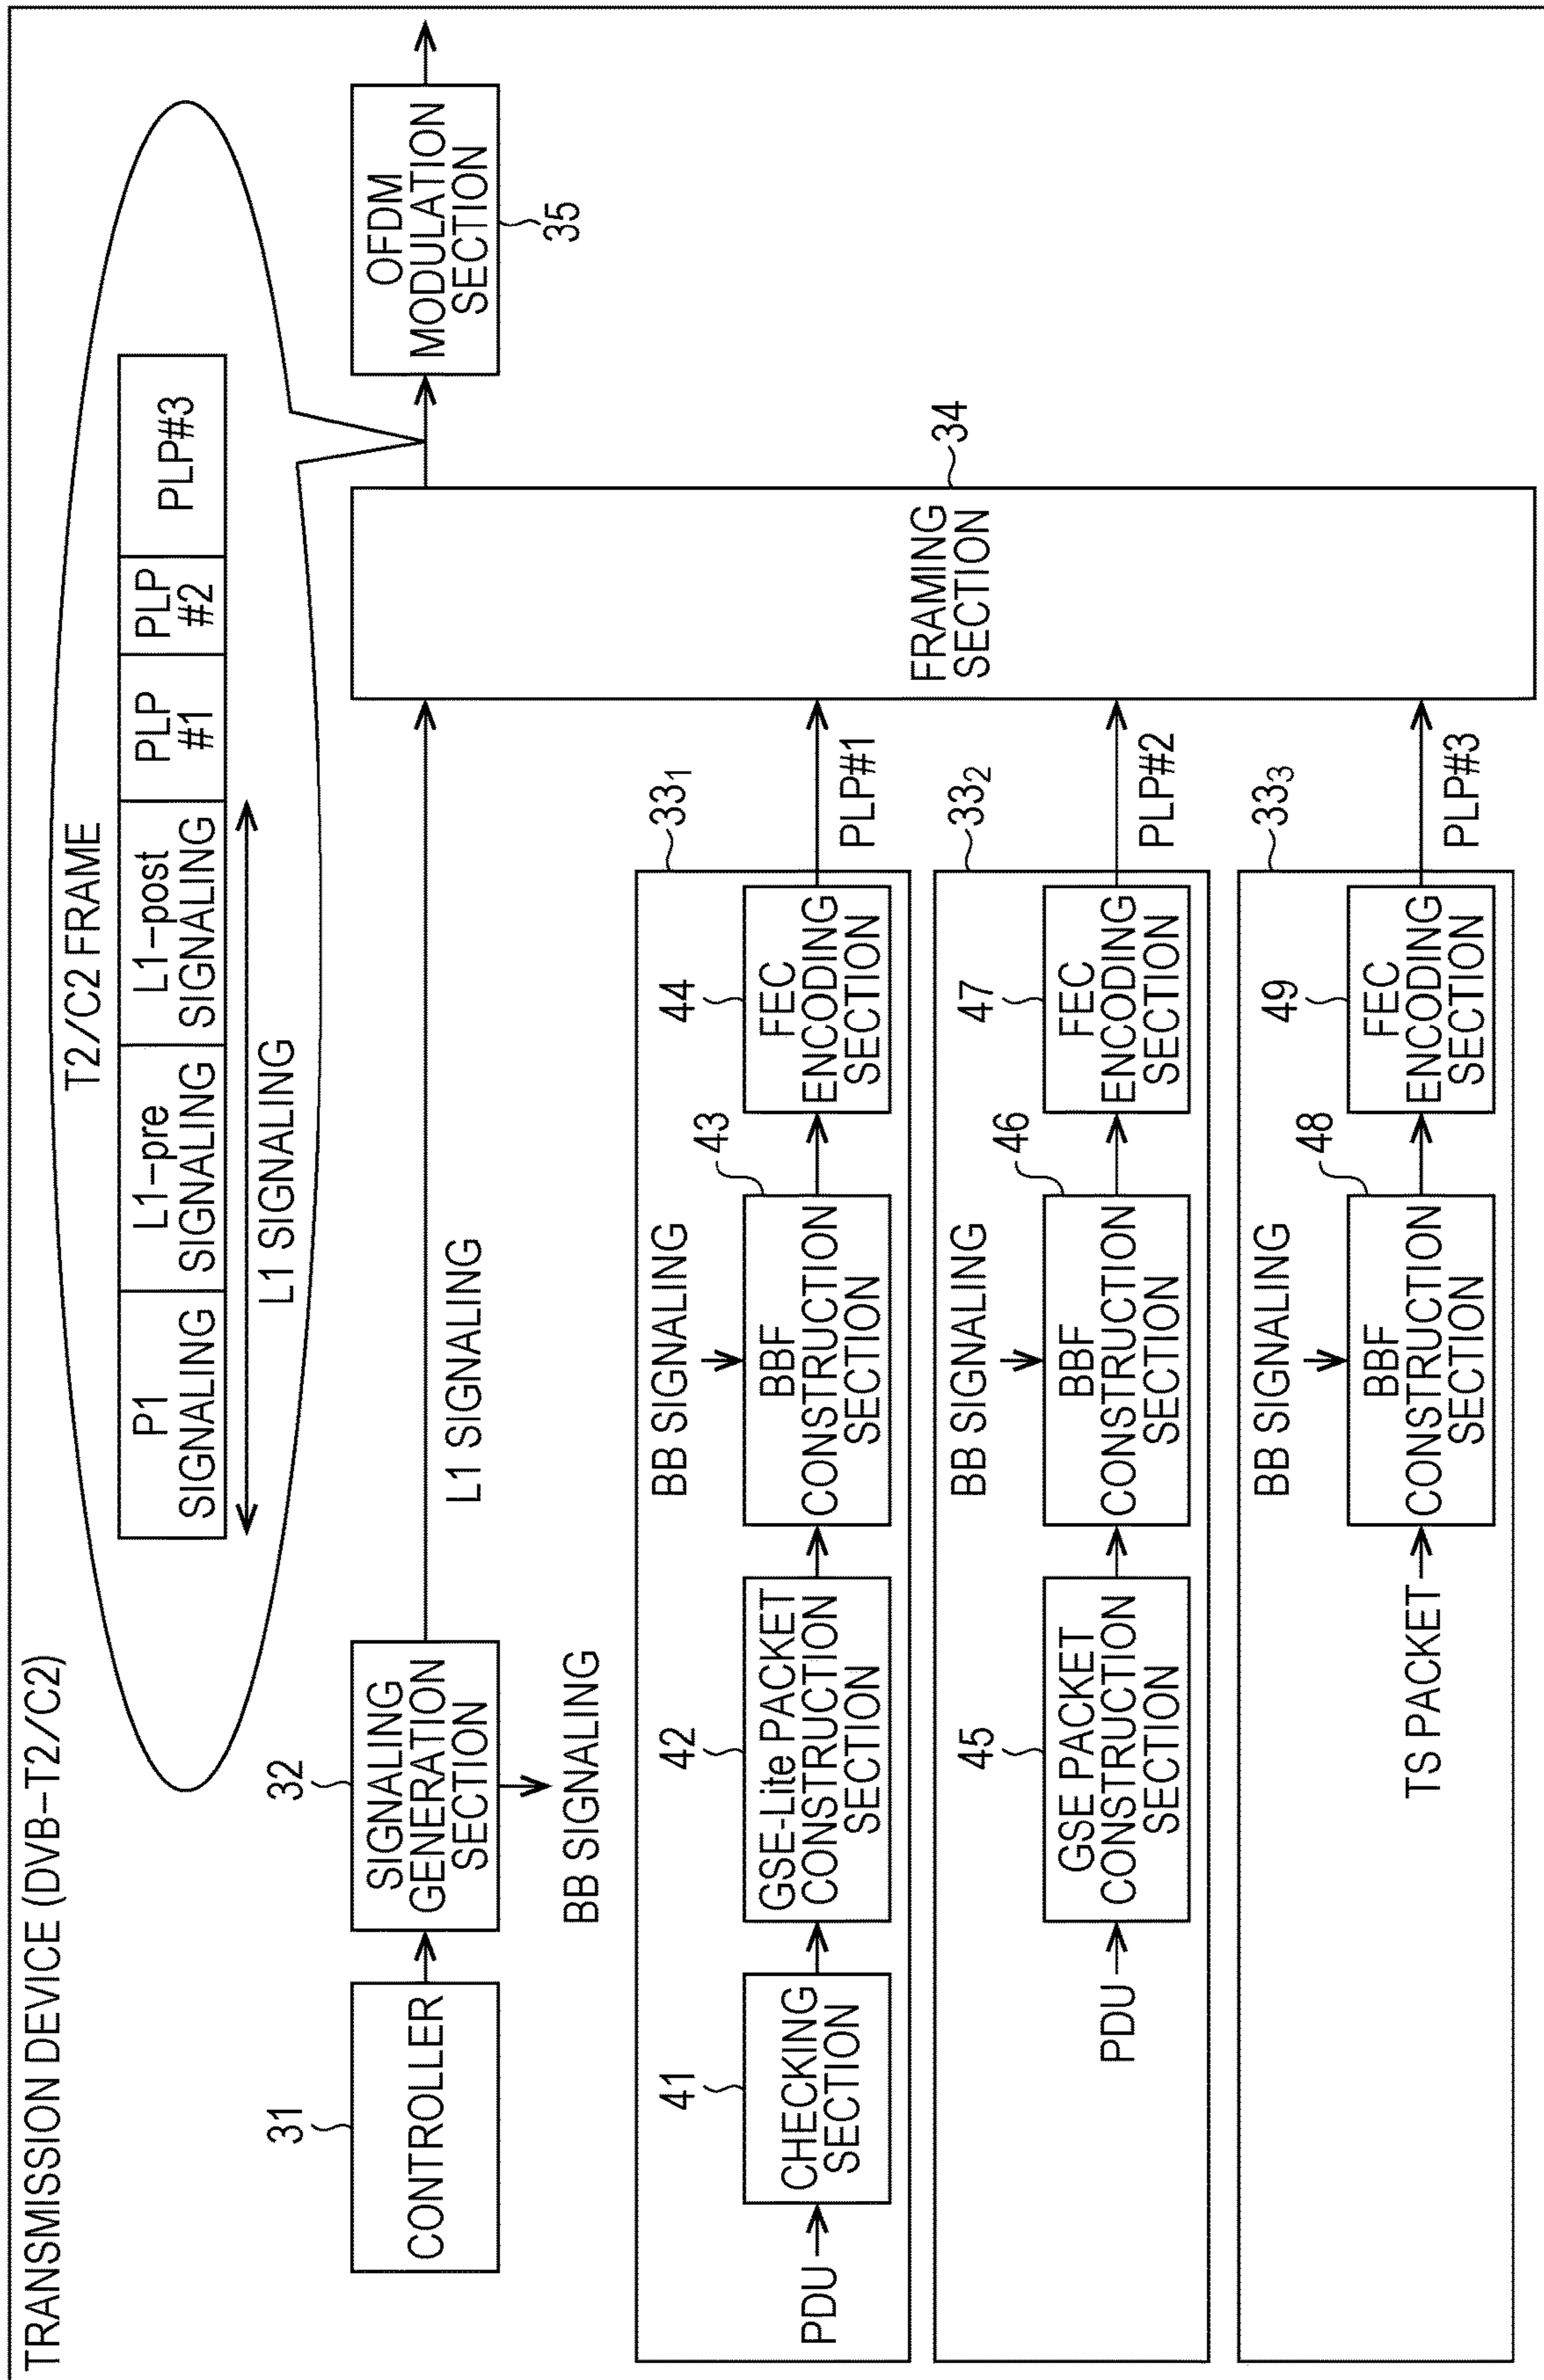 TRANSMISSION DEVICE (DVB-T2/C2)
T2/C2 FRAME
P1
SIGNALING
L1-pre
SIGNALING
L1-post
SIGNALING
PLP
#1
PLP
#2
PLP#3
L1 SIGNALING
31
CONTROLLER
32
SIGNALING
GENERATION
SECTION
BB SIGNALING
L1 SIGNALING
OFDM
MODULATION
SECTION
35
FRAMING
SECTION
34
33₁
PDU
41
CHECKING
SECTION
42
GSE-Lite PACKET
CONSTRUCTION
SECTION
BB SIGNALING
43
BBF
CONSTRUCTION
SECTION
44
FEC
ENCODING
SECTION
PLP#1
33₂
PDU
45
GSE PACKET
CONSTRUCTION
SECTION
BB SIGNALING
46
BBF
CONSTRUCTION
SECTION
47
FEC
ENCODING
SECTION
PLP#2
33₃
TS PACKET
BB SIGNALING
48
BBF
CONSTRUCTION
SECTION
49
FEC
ENCODING
SECTION
PLP#3